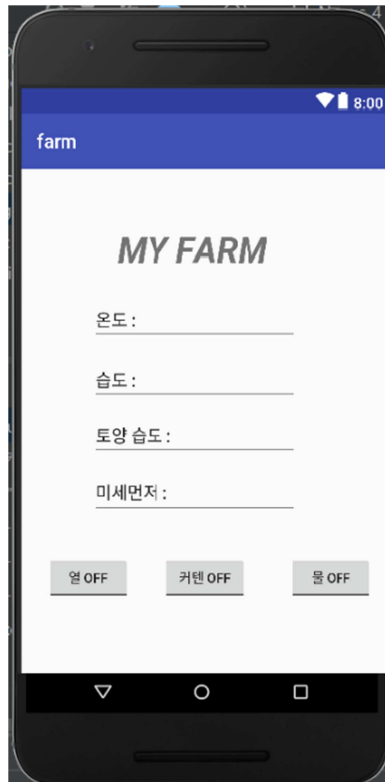 8:00
farm
MY FARM
온도 :
습도 :
토양 습도 :
미세먼저 :
열 OFF 커텐 OFF 물 OFF